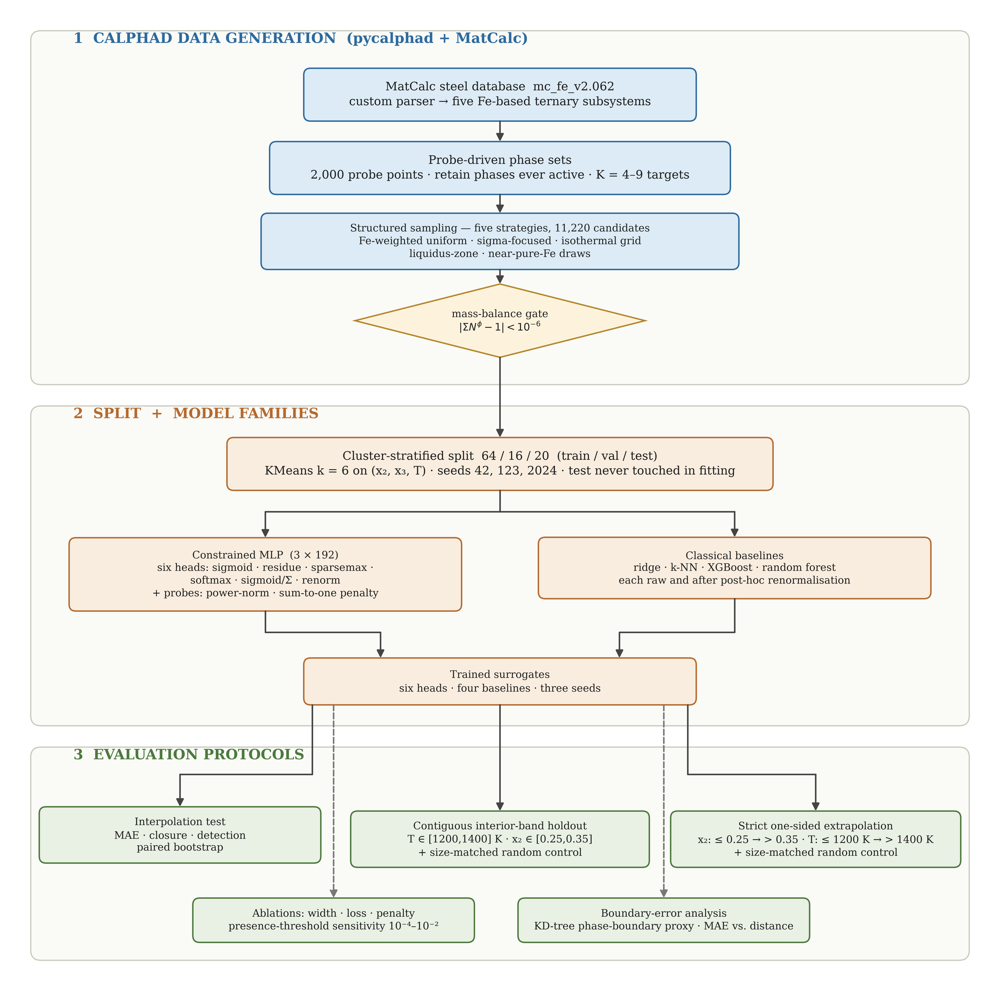 1 CALPHAD DATA GENERATION (pycalphad + MatCalc)
MatCalc steel database mc_fe_v2.062
custom parser → five Fe-based ternary subsystems
Probe-driven phase sets
2,000 probe points · retain phases ever active · K = 4–9 targets
Structured sampling — five strategies, 11,220 candidates
Fe-weighted uniform · sigma-focused · isothermal grid
liquidus-zone · near-pure-Fe draws
mass-balance gate
|ΣN^ϕ − 1| < 10⁻⁶
2 SPLIT + MODEL FAMILIES
Cluster-stratified split 64 / 16 / 20 (train / val / test)
KMeans k = 6 on (x₂, x₃, T) · seeds 42, 123, 2024 · test never touched in fitting
Constrained MLP (3 × 192)
six heads: sigmoid · residue · sparsemax ·
softmax · sigmoid/Σ · renorm
+ probes: power-norm · sum-to-one penalty
Classical baselines
ridge · k-NN · XGBoost · random forest
each raw and after post-hoc renormalisation
Trained surrogates
six heads · four baselines · three seeds
3 EVALUATION PROTOCOLS
Interpolation test
MAE · closure · detection
paired bootstrap
Contiguous interior-band holdout
T ∈ [1200,1400] K · x₂ ∈ [0.25,0.35]
+ size-matched random control
Strict one-sided extrapolation
x₂: ≤ 0.25 → > 0.35 · T: ≤ 1200 K → > 1400 K
+ size-matched random control
Ablations: width · loss · penalty
presence-threshold sensitivity 10⁻⁴–10⁻²
Boundary-error analysis
KD-tree phase-boundary proxy · MAE vs. distance